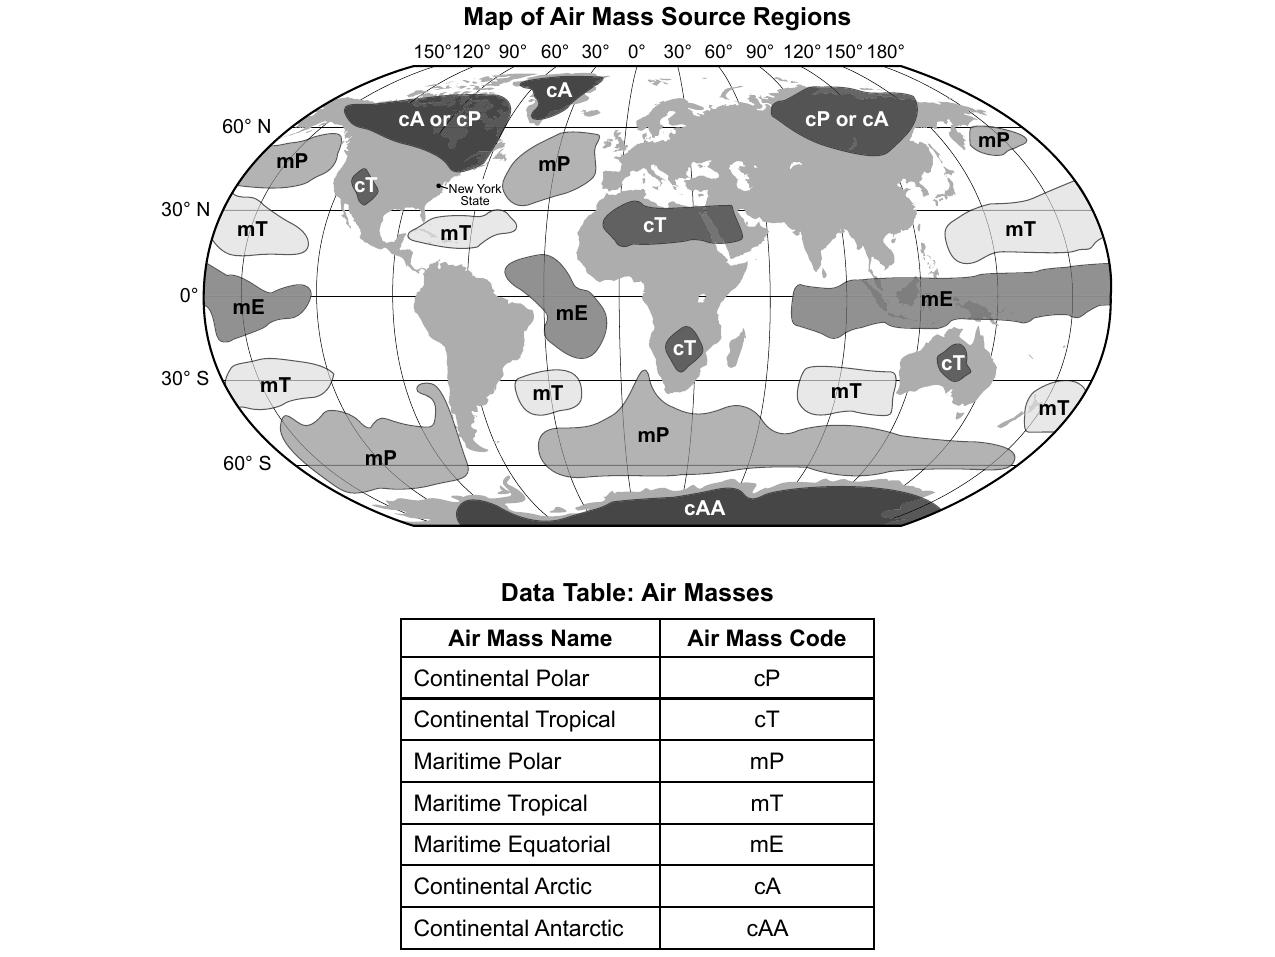 Map of Air Mass Source Regions
150° 120° 90° 60° 30° 0° 30° 60° 90° 120° 150° 180°
cA
cA or cP
cP or cA
60° N
mP
mP
mP
cT
New York
State
30° N
mT
mT
cT
mT
0°
mE
mE
mE
cT
cT
30° S
mT
mT
mT
mT
mP
mP
60° S
cAA
Data Table: Air Masses
Air Mass Name Air Mass Code
Continental Polar cP
Continental Tropical cT
Maritime Polar mP
Maritime Tropical mT
Maritime Equatorial mE
Continental Arctic cA
Continental Antarctic cAA